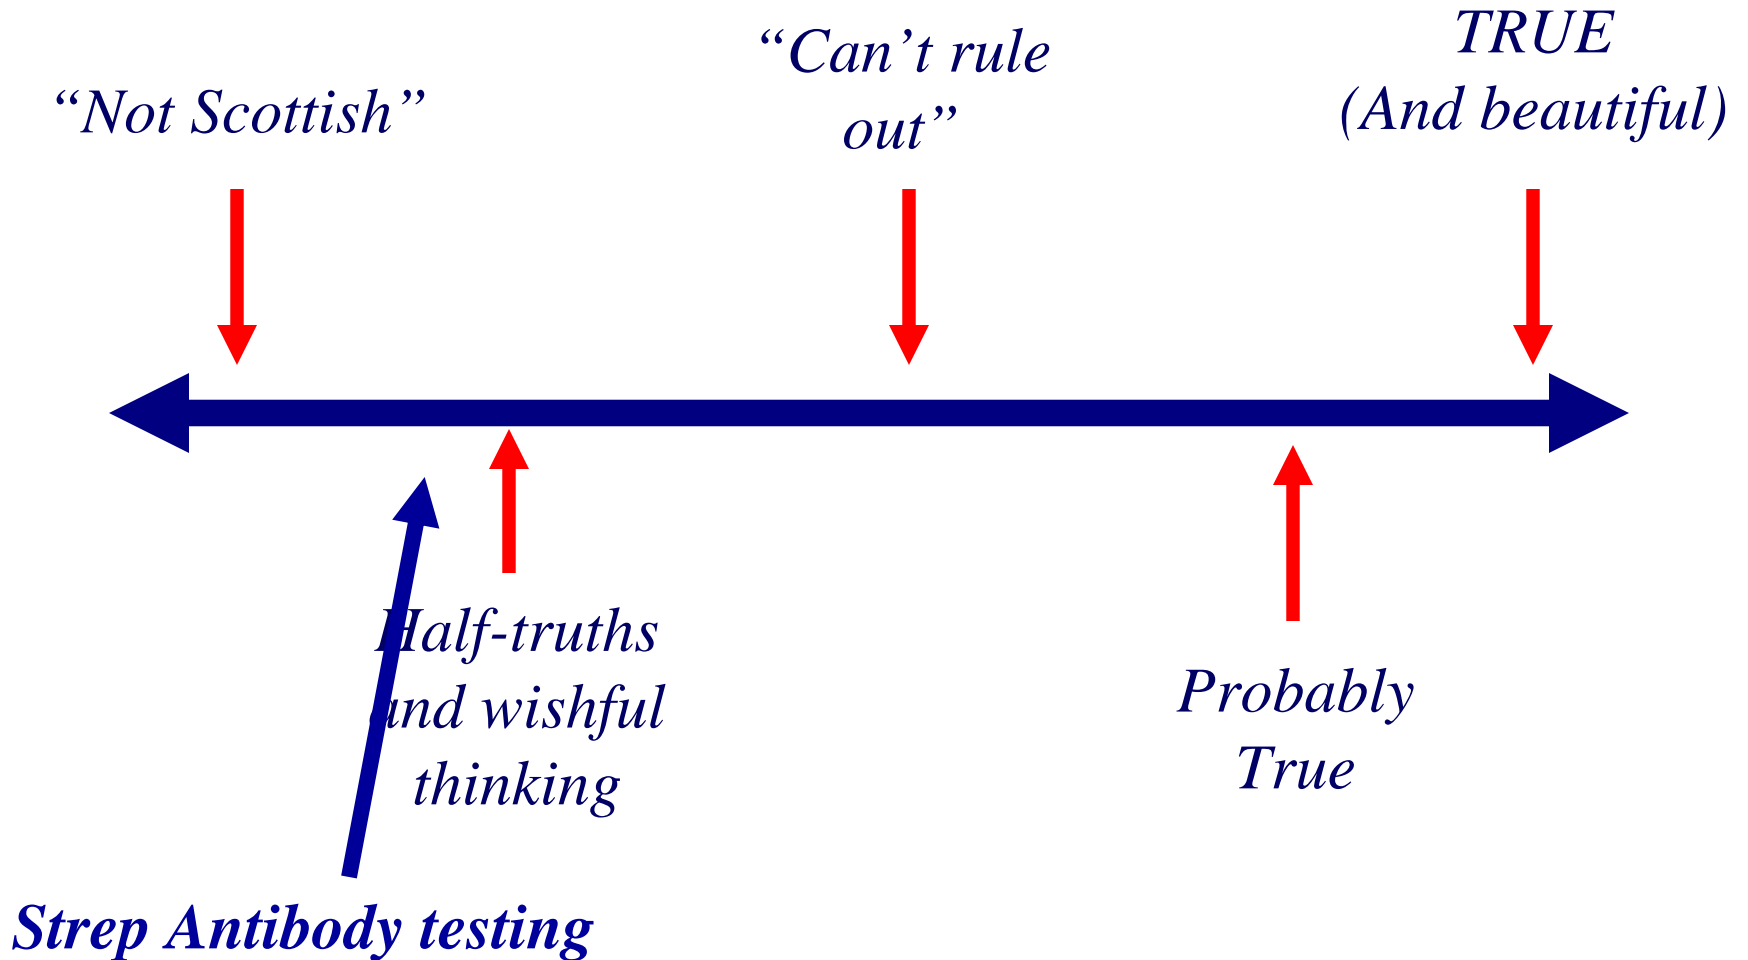 “Not Scottish”
“Can’t rule
out”
TRUE
(And beautiful)
Half-truths
and wishful
thinking
Probably
True
Strep Antibody testing